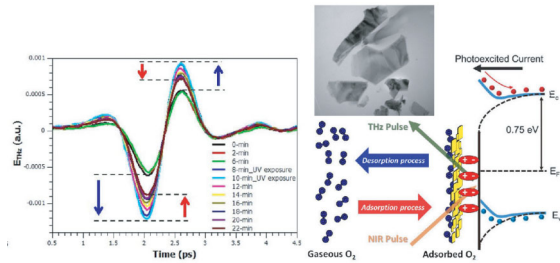 0.001
0.0005
0
-0.0005
-0.001
E_THz (a.u.)
0-min
2-min
6-min
8-min_UV exposure
10-min_UV exposure
12-min
14-min
16-min
18-min
20-min
22-min
0.5 1 1.5 2 2.5 3 3.5 4 4.5
Time (ps)
Photoexcited Current
THz Pulse
0.75 eV
Desorption process
Adsorption process
NIR Pulse
Gaseous O₂
Adsorbed O₂